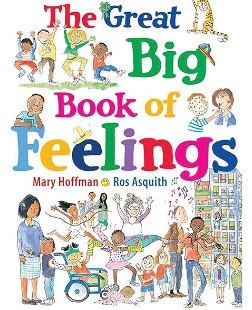 The Great
Big
Book of
Feelings
Mary Hoffman Ros Asquith